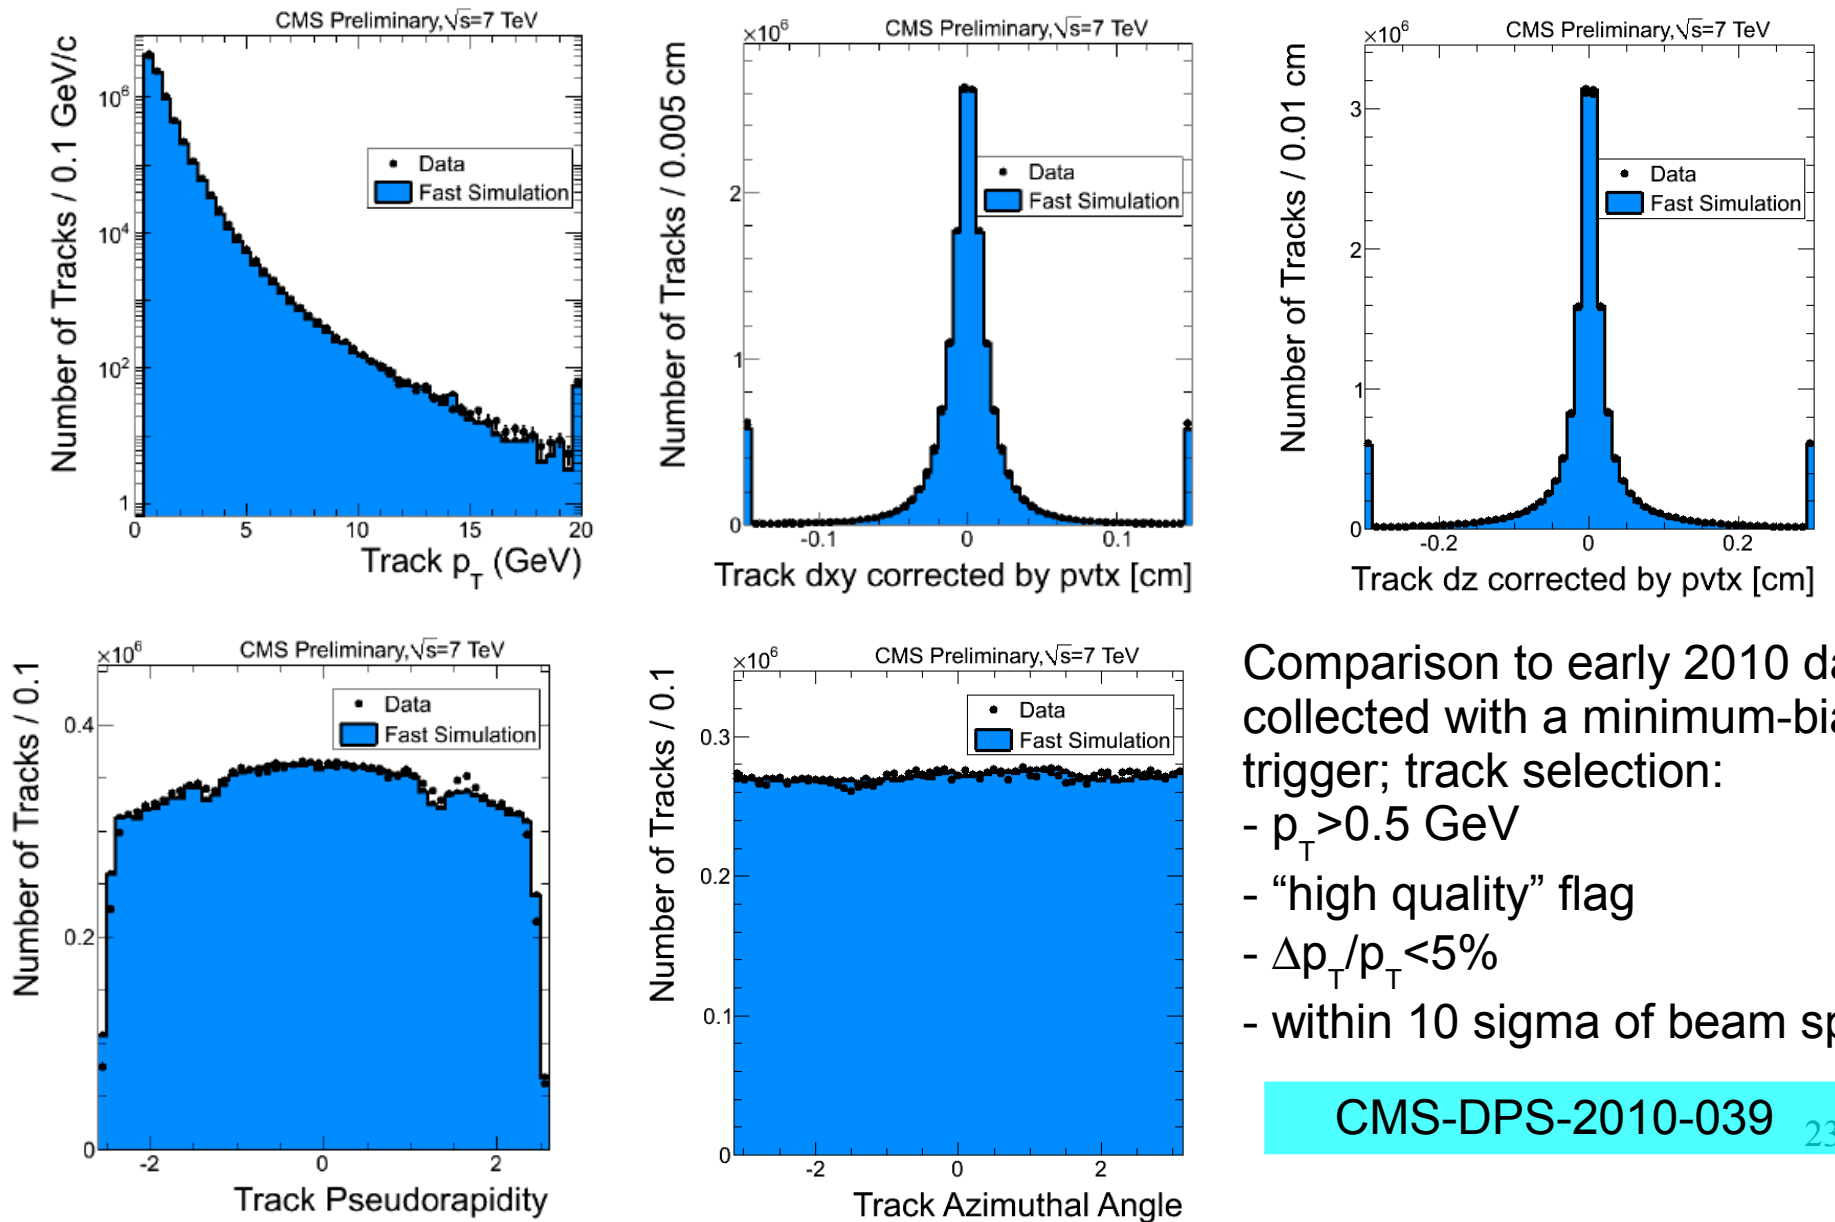 CMS Preliminary,√s=7 TeV
Number of Tracks / 0.1 GeV/c
10⁶
10⁴
10²
1
Data
Fast Simulation
0 5 10 15 20
Track p_T (GeV)
CMS Preliminary,√s=7 TeV
×10⁶
Number of Tracks / 0.005 cm
2
1
0
Data
Fast Simulation
-0.1 0 0.1
Track dxy corrected by pvtx [cm]
CMS Preliminary,√s=7 TeV
×10⁶
Number of Tracks / 0.01 cm
3
2
1
0
Data
Fast Simulation
-0.2 0 0.2
Track dz corrected by pvtx [cm]
CMS Preliminary,√s=7 TeV
×10⁶
Number of Tracks / 0.1
0.4
0.2
0
Data
Fast Simulation
-2 0 2
Track Pseudorapidity
CMS Preliminary,√s=7 TeV
×10⁶
Number of Tracks / 0.1
0.3
0.2
0.1
0
Data
Fast Simulation
-2 0 2
Track Azimuthal Angle
Comparison to early 2010
collected with a
trigger; track selection:
- p_T>0.5 GeV
- “high quality” flag
- Δp_T/p_T<5%
- within 10 sigma of beam
CMS-DPS-2010-039
23